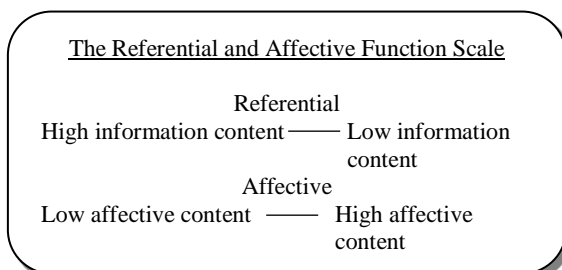 The Referential and Affective Function Scale
Referential
High information content —— Low information
content
Affective
Low affective content —— High affective
content